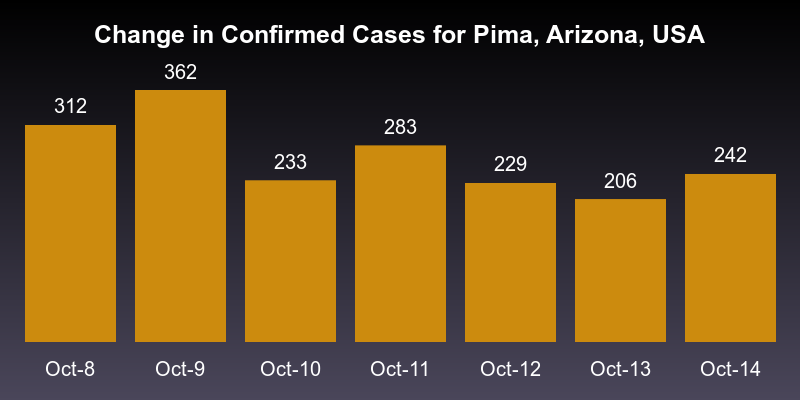 Change in Confirmed Cases for Pima, Arizona, USA
312
362
233
283
229
206
242
Oct-8
Oct-9
Oct-10
Oct-11
Oct-12
Oct-13
Oct-14